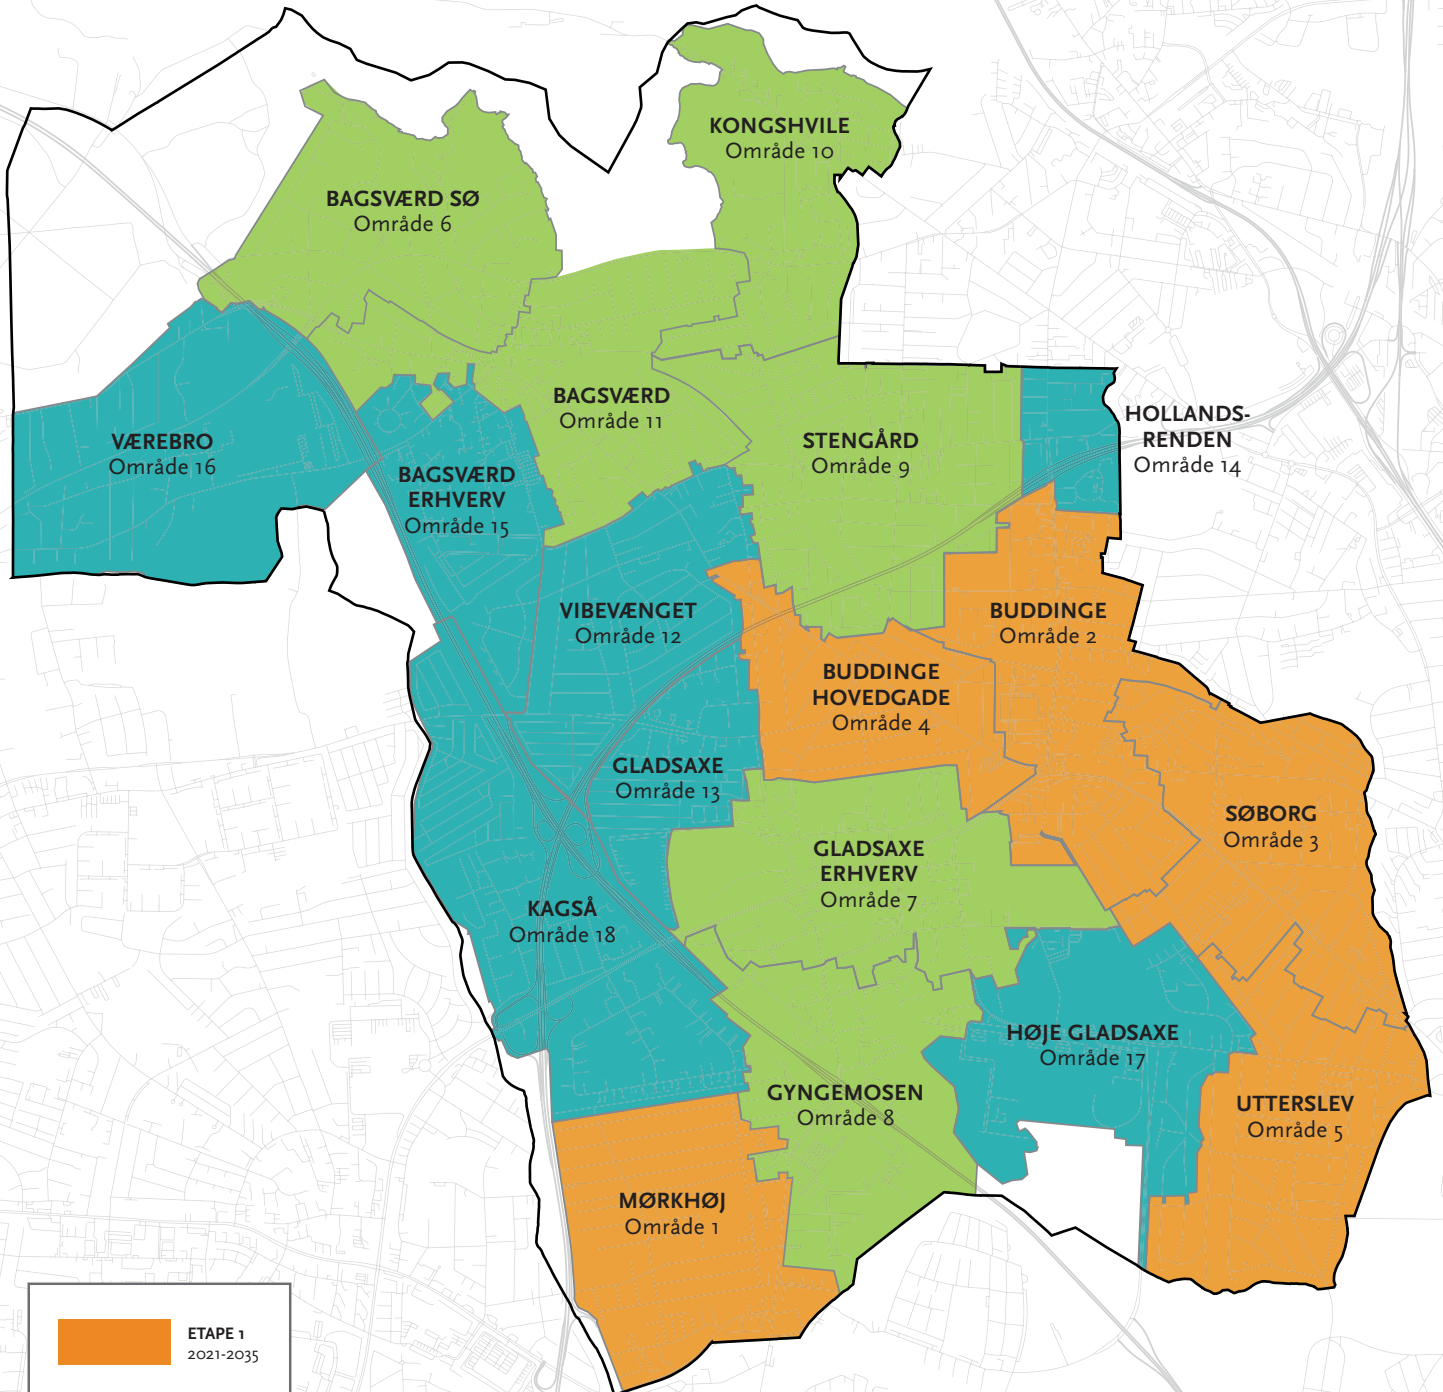 KONGSHVILE
Område 10
BAGSVÆRD SØ
Område 6
BAGSVÆRD
Område 11
HOLLANDS-
RENDEN
Område 14
STENGÅRD
Område 9
VÆREBRO
Område 16
BAGSVÆRD
ERHVERV
Område 15
VIBEVÆNGET
Område 12
BUDDINGE
Område 2
BUDDINGE
HOVEDGADE
Område 4
GLADSAXE
Område 13
SØBORG
Område 3
GLADSAXE
ERHVERV
Område 7
KAGSÅ
Område 18
HØJE GLADSAXE
Område 17
GYNGEMOSEN
Område 8
UTTERSLEV
Område 5
MØRKHØJ
Område 1
ETAPE 1
2021-2035